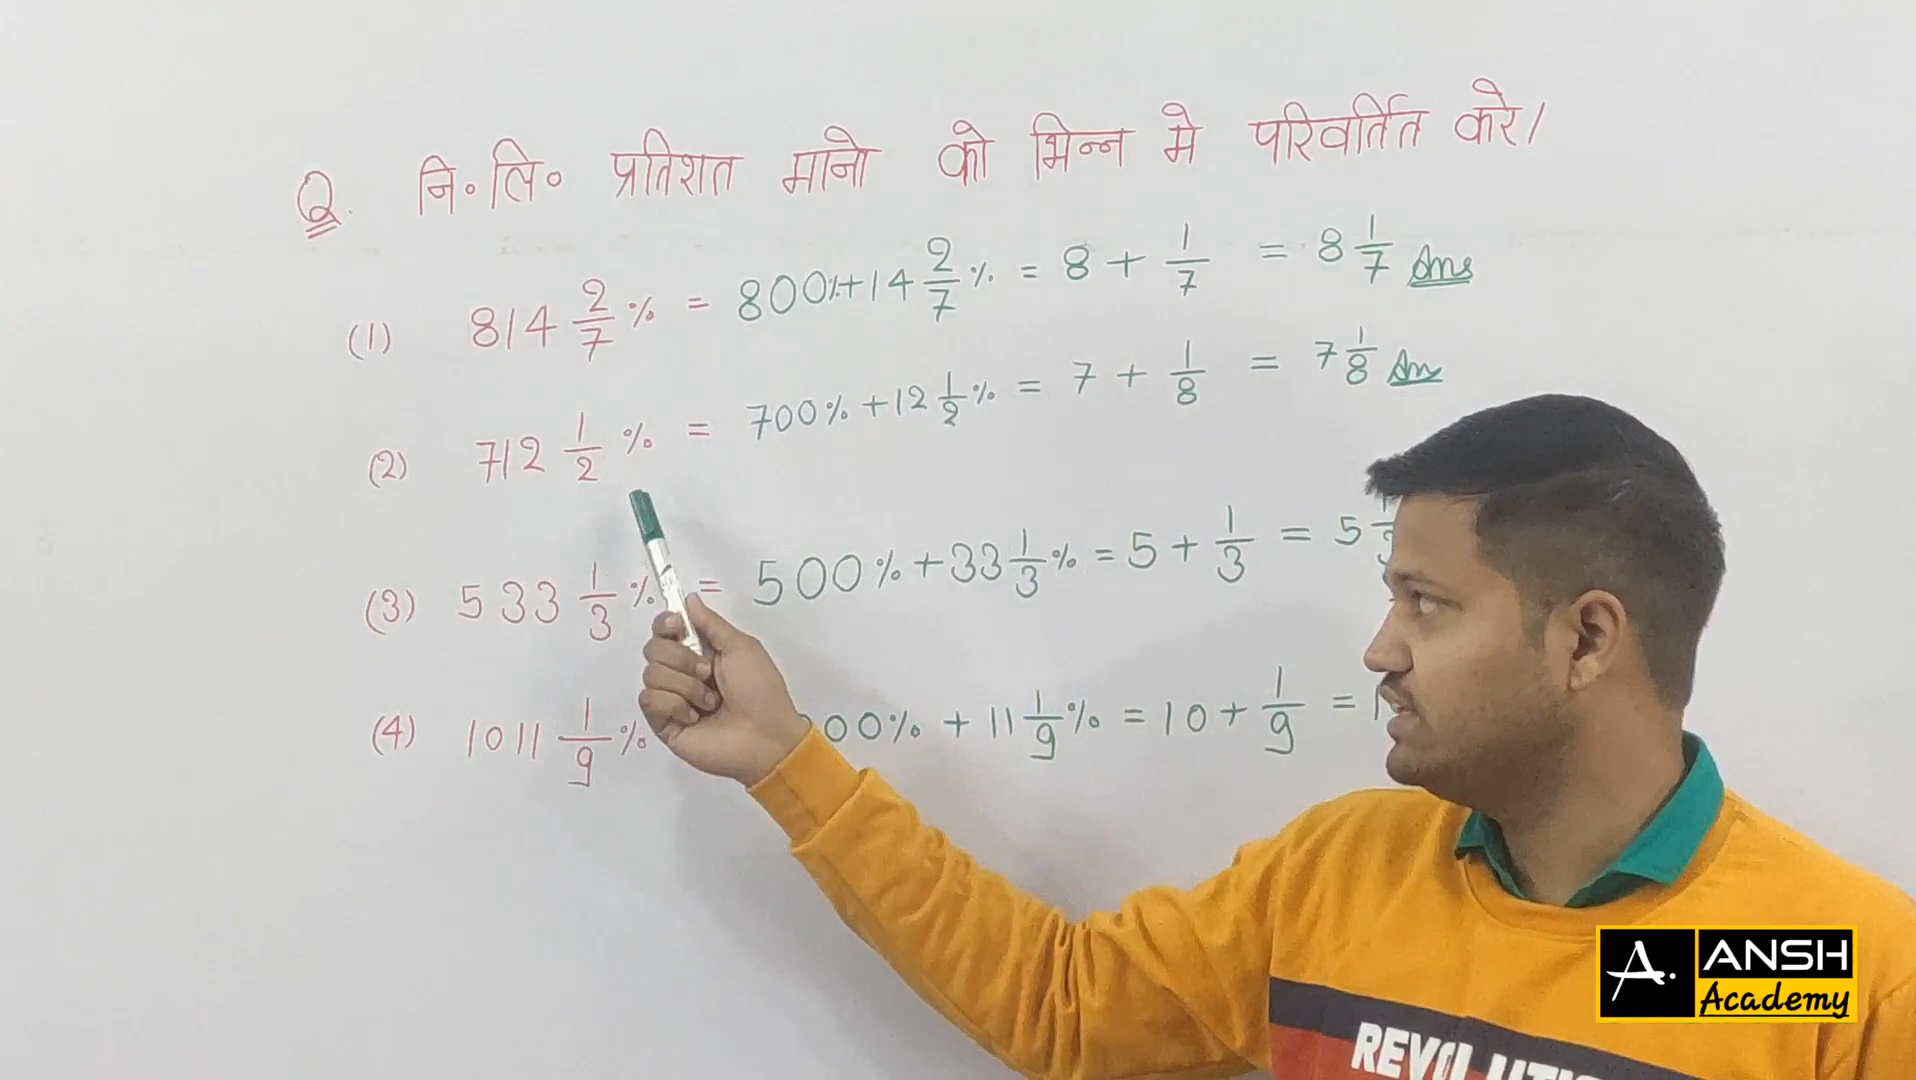 Q. नि॰लि॰ प्रतिशत मानो को भिन्न मे परिवर्तित करे।
(1) 814 2/7 % = 800%+14 2/7 % = 8 + 1/7 = 8 1/7 Ans
(2) 712 1/2 % = 700% + 12 1/2 % = 7 + 1/8 = 7 1/8 Ans
(3) 533 1/3 % = 500% + 33 1/3 % = 5 + 1/3 = 5
(4) 1011 1/9 % 00% + 11 1/9 % = 10 + 1/9 =
A. ANSH
Academy